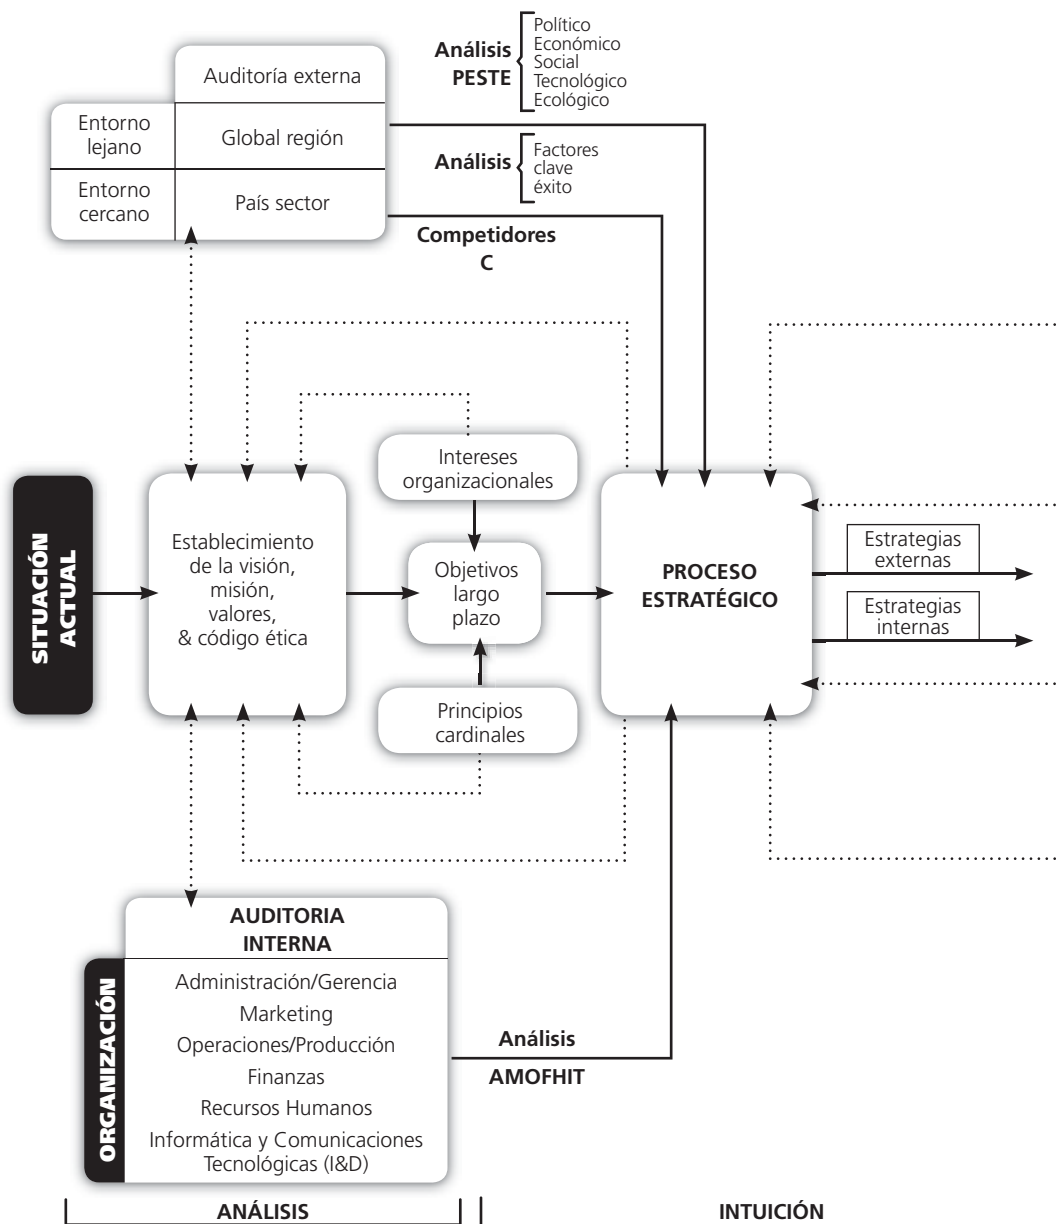 Auditoría externa
Entorno
lejano
Global región
Entorno
cercano
País sector
Análisis
PESTE
Político
Económico
Social
Tecnológico
Ecológico
Análisis
Factores
clave
éxito
Competidores
C
SITUACIÓN
ACTUAL
Establecimiento
de la visión,
misión,
valores,
& código ética
Intereses
organizacionales
Objetivos
largo
plazo
Principios
cardinales
PROCESO
ESTRATÉGICO
Estrategias
externas
Estrategias
internas
ORGANIZACIÓN
AUDITORIA
INTERNA
Administración/Gerencia
Marketing
Operaciones/Producción
Finanzas
Recursos Humanos
Informática y Comunicaciones
Tecnológicas (I&D)
Análisis
AMOFHIT
ANÁLISIS
INTUICIÓN